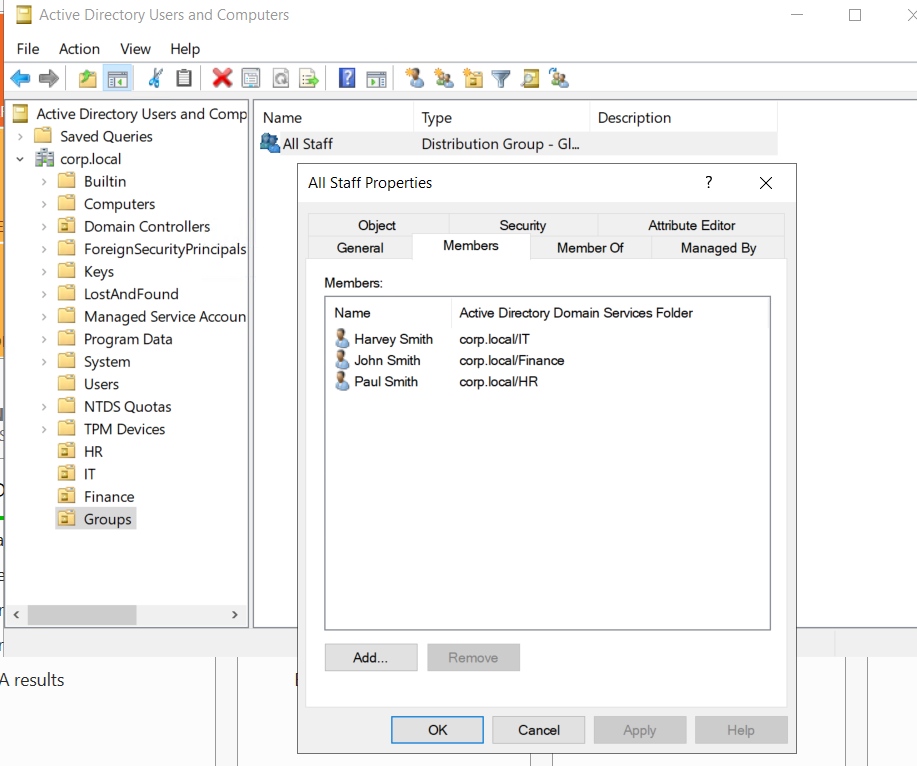 Active Directory Users and Computers
File Action View Help
Active Directory Users and Comp
Saved Queries
corp.local
Builtin
Computers
Domain Controllers
ForeignSecurityPrincipals
Keys
LostAndFound
Managed Service Accoun
Program Data
System
Users
NTDS Quotas
TPM Devices
HR
IT
Finance
Groups
Name Type Description
All Staff Distribution Group - Gl...
All Staff Properties
?
Object Security Attribute Editor
General Members Member Of Managed By
Members:
Name Active Directory Domain Services Folder
Harvey Smith corp.local/IT
John Smith corp.local/Finance
Paul Smith corp.local/HR
Add... Remove
OK Cancel Apply Help
A results